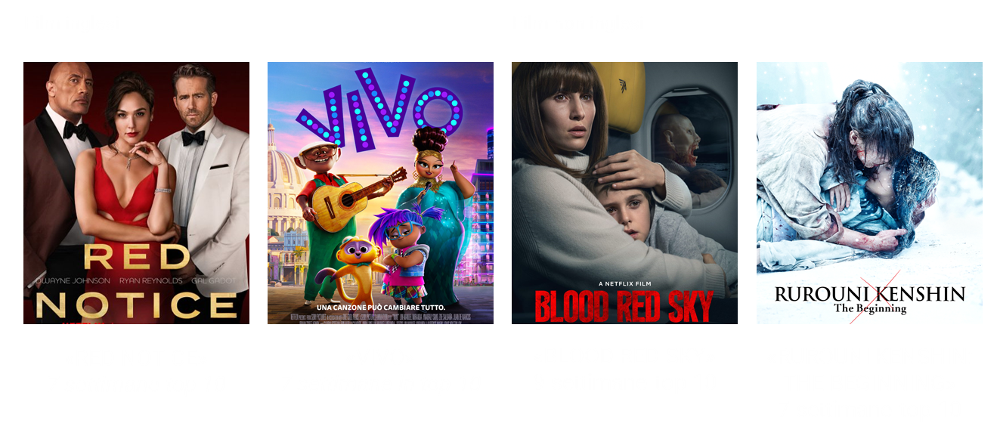 RED
DWAYNE JOHNSON RYAN REYNOLDS GAL GADOT
NOTICE
VIVO
UNA CANZONE PUÒ CAMBIARE TUTTO.
A NETFLIX FILM
BLOOD RED SKY
RUROUNI KENSHIN
The Beginning